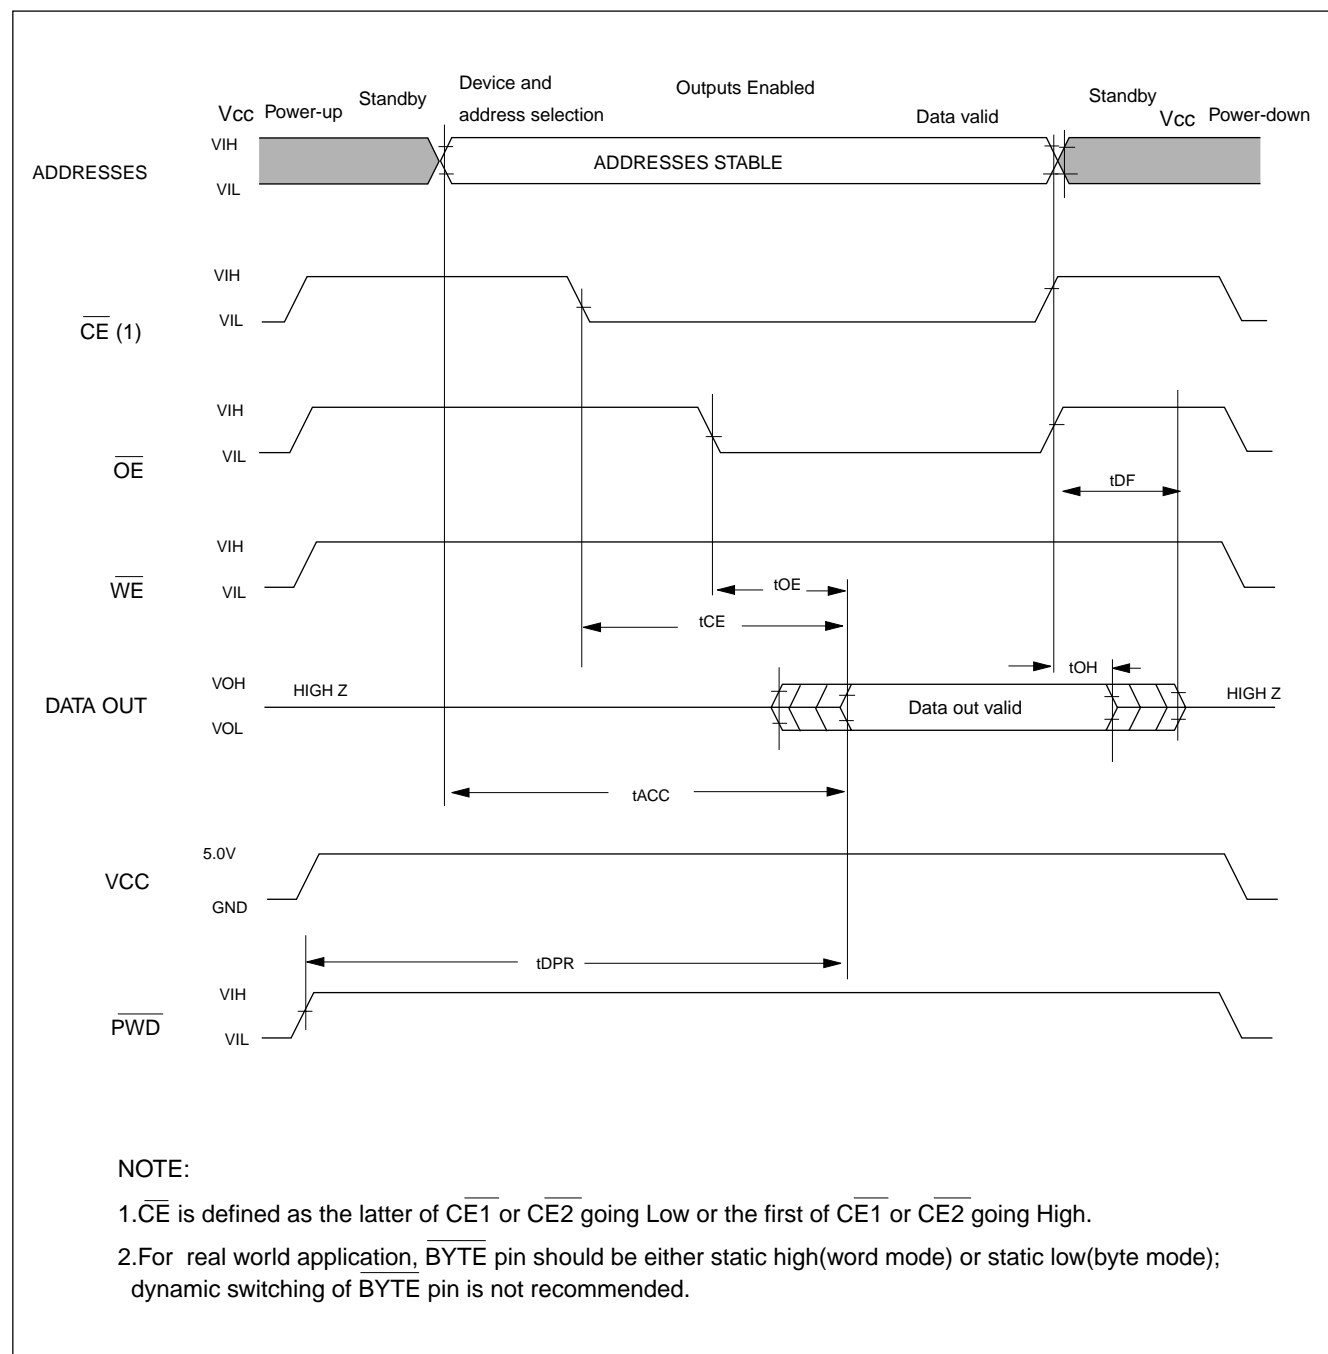 Device and
address selection
Outputs Enabled
Standby
Standby
Vcc Power-up
Data valid
Vcc Power-down
VIH
ADDRESSES
ADDRESSES STABLE
VIL
VIH
CE (1)
VIL
VIH
OE
VIL
tDF
VIH
WE
VIL
tOE
tCE
tOH
VOH
HIGH Z
DATA OUT
Data out valid
HIGH Z
VOL
tACC
5.0V
VCC
GND
tDPR
VIH
PWD
VIL
NOTE:
1.CE is defined as the latter of CE1 or CE2 going Low or the first of CE1 or CE2 going High.
2.For real world application, BYTE pin should be either static high(word mode) or static low(byte mode);
dynamic switching of BYTE pin is not recommended.